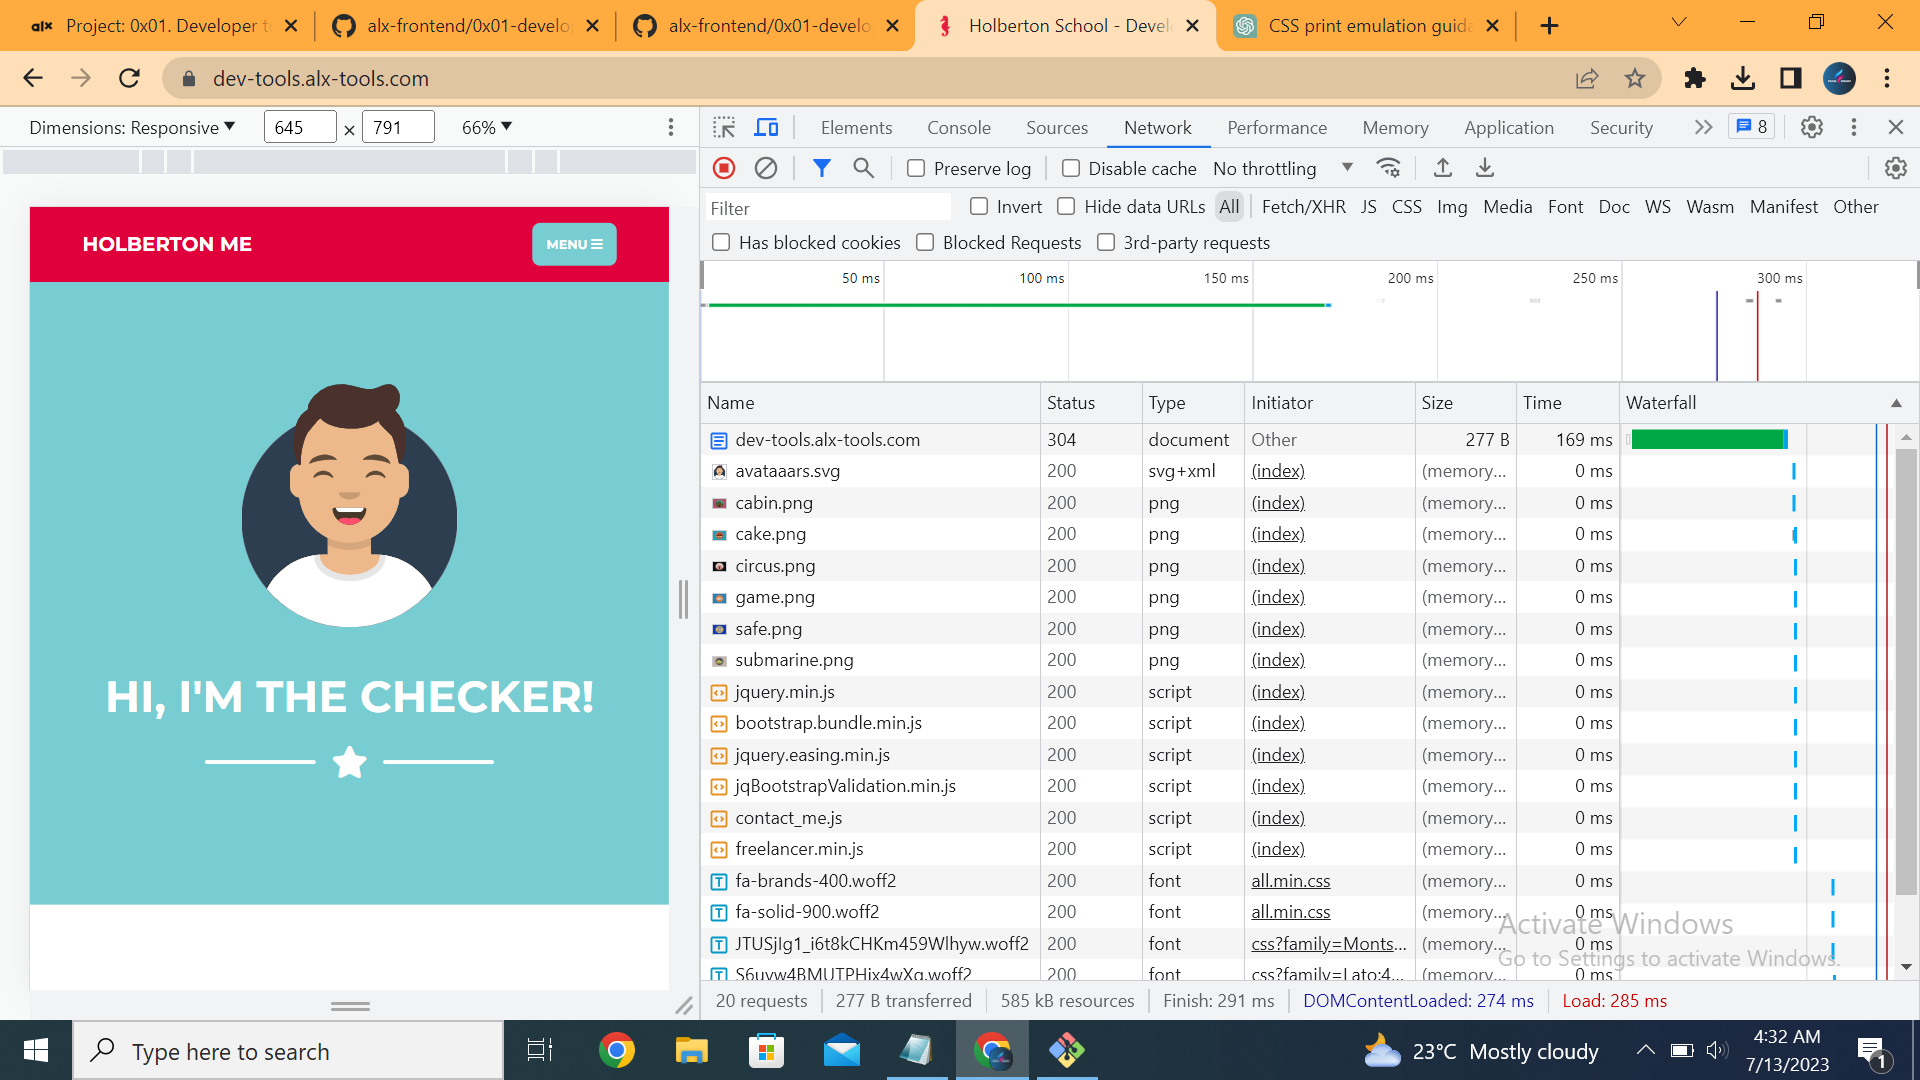 alx Project: 0x01. Developer t
alx-frontend/0x01-develo
alx-frontend/0x01-develo
Holberton School - Devel
CSS print emulation guida
dev-tools.alx-tools.com
Dimensions: Responsive 645 × 791 66%
Elements Console Sources Network Performance Memory Application Security 8
Preserve log Disable cache No throttling
Filter Invert Hide data URLs All Fetch/XHR JS CSS Img Media Font Doc WS Wasm Manifest Other
Has blocked cookies Blocked Requests 3rd-party requests
50 ms 100 ms 150 ms 200 ms 250 ms 300 ms
HOLBERTON ME MENU
HI, I'M THE CHECKER!
Name Status Type Initiator Size Time Waterfall
dev-tools.alx-tools.com 304 document Other 277 B 169 ms
avataaars.svg 200 svg+xml (index) (memory... 0 ms
cabin.png 200 png (index) (memory... 0 ms
cake.png 200 png (index) (memory... 0 ms
circus.png 200 png (index) (memory... 0 ms
game.png 200 png (index) (memory... 0 ms
safe.png 200 png (index) (memory... 0 ms
submarine.png 200 png (index) (memory... 0 ms
jquery.min.js 200 script (index) (memory... 0 ms
bootstrap.bundle.min.js 200 script (index) (memory... 0 ms
jquery.easing.min.js 200 script (index) (memory... 0 ms
jqBootstrapValidation.min.js 200 script (index) (memory... 0 ms
contact_me.js 200 script (index) (memory... 0 ms
freelancer.min.js 200 script (index) (memory... 0 ms
fa-brands-400.woff2 200 font all.min.css (memory... 0 ms
fa-solid-900.woff2 200 font all.min.css (memory... 0 ms
JTUSjIg1_i6t8kCHKm459Wlhyw.woff2 200 font css?family=Monts... (memory... 0 ms
S6uyw4BMUTPHjx4wXg.woff2 200 font css?family=Lato:4... (memory... 0 ms
Activate Windows
Go to Settings to activate Windows.
20 requests 277 B transferred 585 kB resources Finish: 291 ms DOMContentLoaded: 274 ms Load: 285 ms
Type here to search
23°C Mostly cloudy
4:32 AM
7/13/2023
1